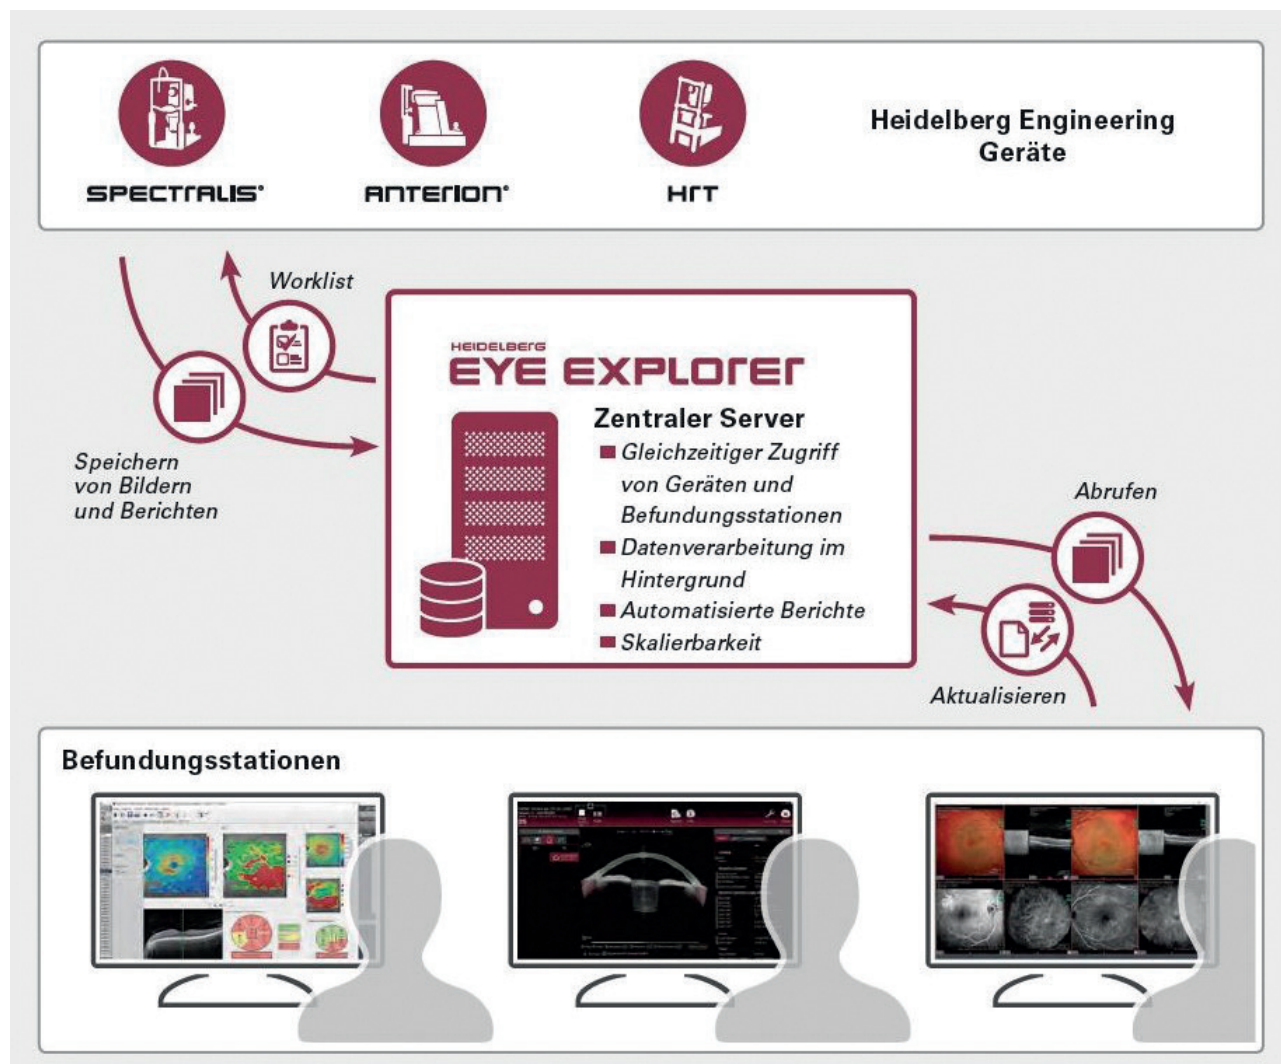 SPECTRALIS®
ANTERION®
HRT
Heidelberg Engineering
Geräte
Worklist
Speichern
von Bildern
und Berichten
HEIDELBERG
EYE EXPLORER
Zentraler Server
Gleichzeitiger Zugriff
von Geräten und
Befundungsstationen
Datenverarbeitung im
Hintergrund
Automatisierte Berichte
Skalierbarkeit
Abrufen
Aktualisieren
Befundungsstationen